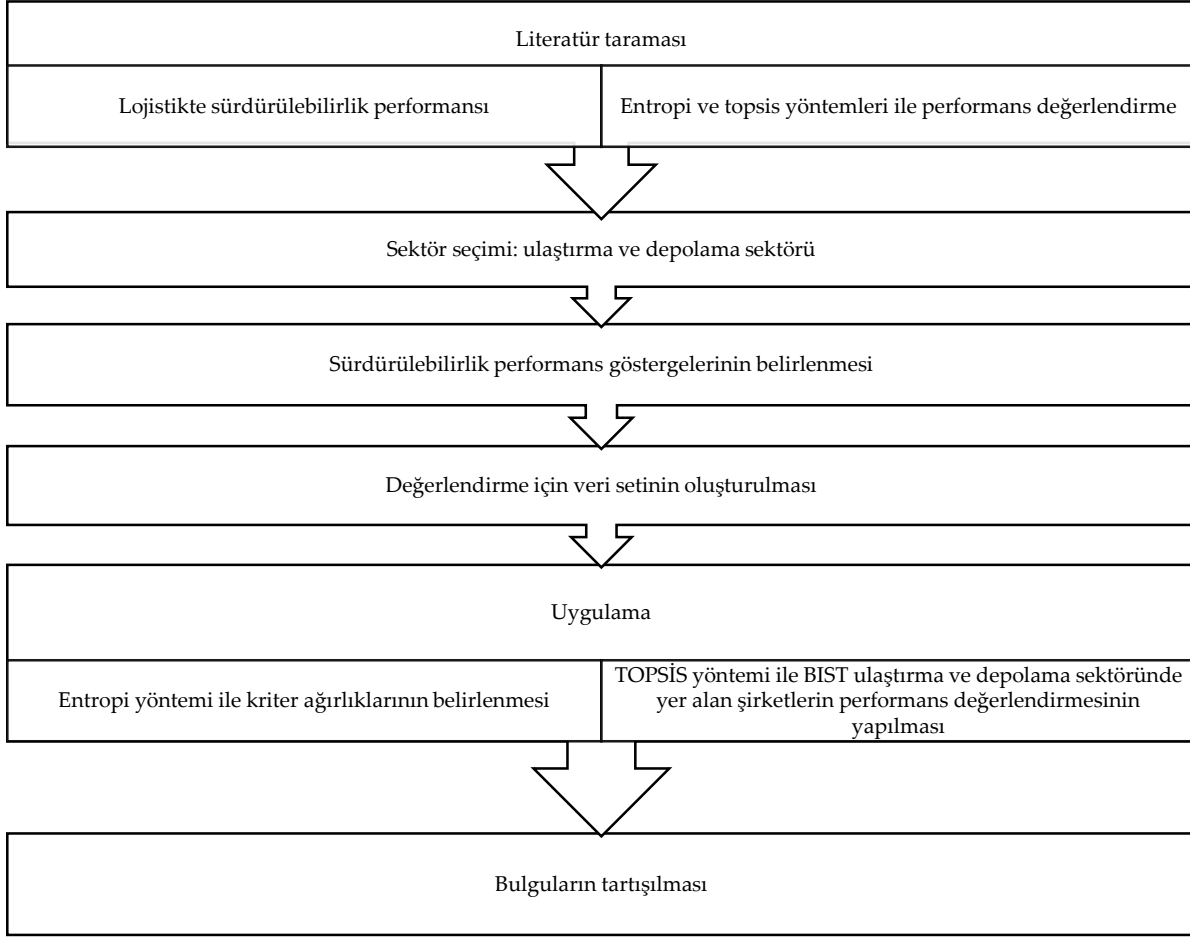 Literatür taraması
Lojistikte sürdürülebilirlik performansı
Entropi ve topsis yöntemleri ile performans değerlendirme
Sektör seçimi: ulaştırma ve depolama sektörü
Sürdürülebilirlik performans göstergelerinin belirlenmesi
Değerlendirme için veri setinin oluşturulması
Uygulama
Entropi yöntemi ile kriter ağırlıklarının belirlenmesi
TOPSİS yöntemi ile BIST ulaştırma ve depolama sektöründe
yer alan şirketlerin performans değerlendirmesinin
yapılması
Bulguların tartışılması